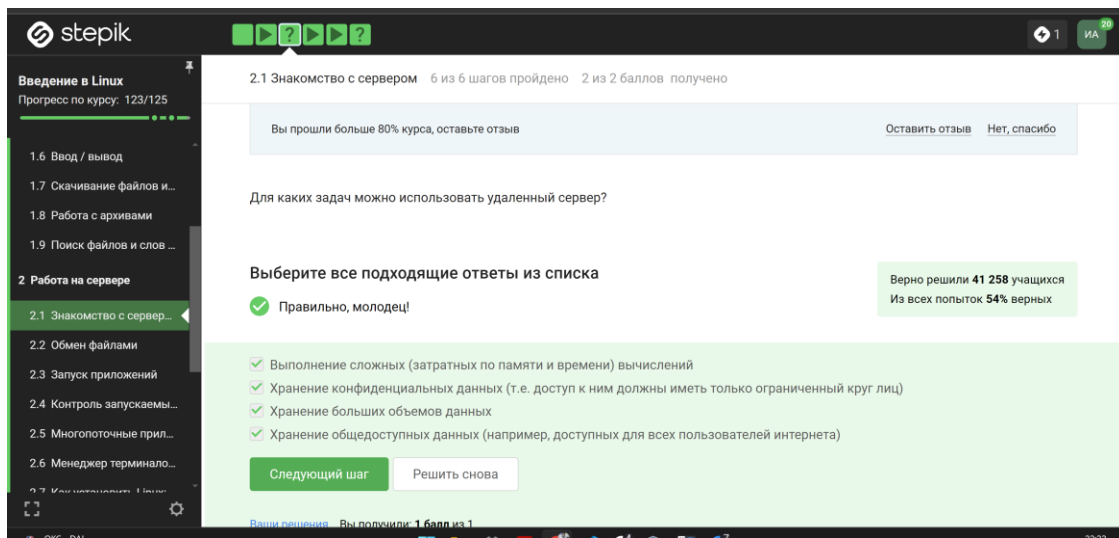 stepik
1
ИА
20
Введение в Linux
Прогресс по курсу: 123/125
1.6 Ввод / вывод
1.7 Скачивание файлов и...
1.8 Работа с архивами
1.9 Поиск файлов и слов ...
2 Работа на сервере
2.1 Знакомство с сервер...
2.2 Обмен файлами
2.3 Запуск приложений
2.4 Контроль запускаемы...
2.5 Многопоточные прил...
2.6 Менеджер терминало...
2.7 Как установить Linux:
2.1 Знакомство с сервером 6 из 6 шагов пройдено 2 из 2 баллов получено
Вы прошли больше 80% курса, оставьте отзыв
Оставить отзыв Нет, спасибо
Для каких задач можно использовать удаленный сервер?
Выберите все подходящие ответы из списка
Правильно, молодец!
Верно решили 41 258 учащихся
Из всех попыток 54% верных
Выполнение сложных (затратных по памяти и времени) вычислений
Хранение конфиденциальных данных (т.е. доступ к ним должны иметь только ограниченный круг лиц)
Хранение больших объемов данных
Хранение общедоступных данных (например, доступных для всех пользователей интернета)
Следующий шаг Решить снова
Ваши решения Вы получили: 1 балл из 1